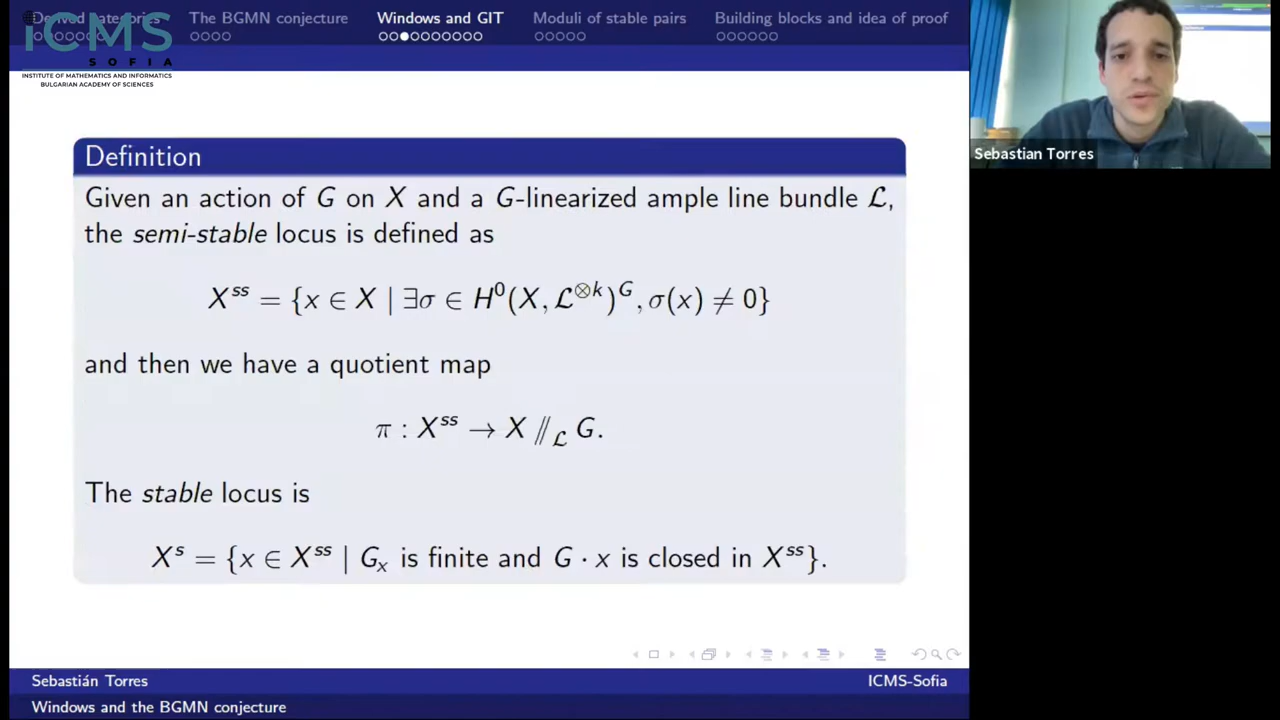 Derived categories The BGMN conjecture Windows and GIT Moduli of stable pairs Building blocks and idea of proof
iCMS
SOFIA
INSTITUTE OF MATHEMATICS AND INFORMATICS
BULGARIAN ACADEMY OF SCIENCES
Definition
Given an action of G on X and a G-linearized ample line bundle ℒ,
the semi-stable locus is defined as
X^{ss} = {x ∈ X | ∃σ ∈ H^0(X, ℒ^{⊗k})^G, σ(x) ≠ 0}
and then we have a quotient map
π : X^{ss} → X ⫽_ℒ G.
The stable locus is
X^s = {x ∈ X^{ss} | G_x is finite and G · x is closed in X^{ss}}.
Sebastián Torres ICMS-Sofia
Windows and the BGMN conjecture
Sebastian Torres